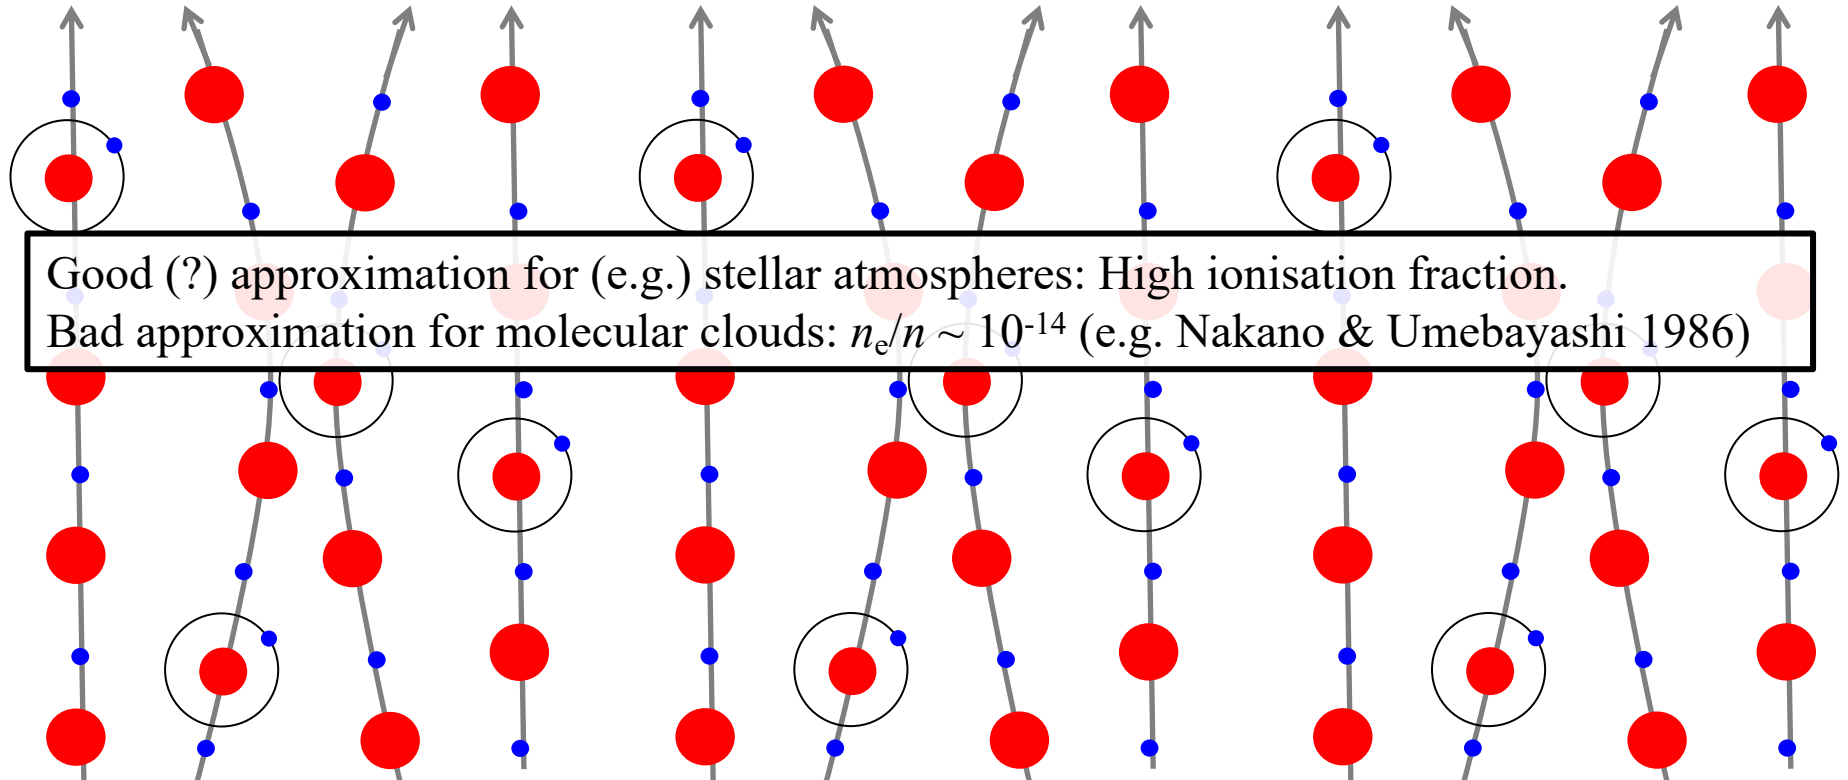 Good (?) approximation for (e.g.) stellar atmospheres: High ionisation fraction.
Bad approximation for molecular clouds: nₑ/n ~ 10⁻¹⁴ (e.g. Nakano & Umebayashi 1986)